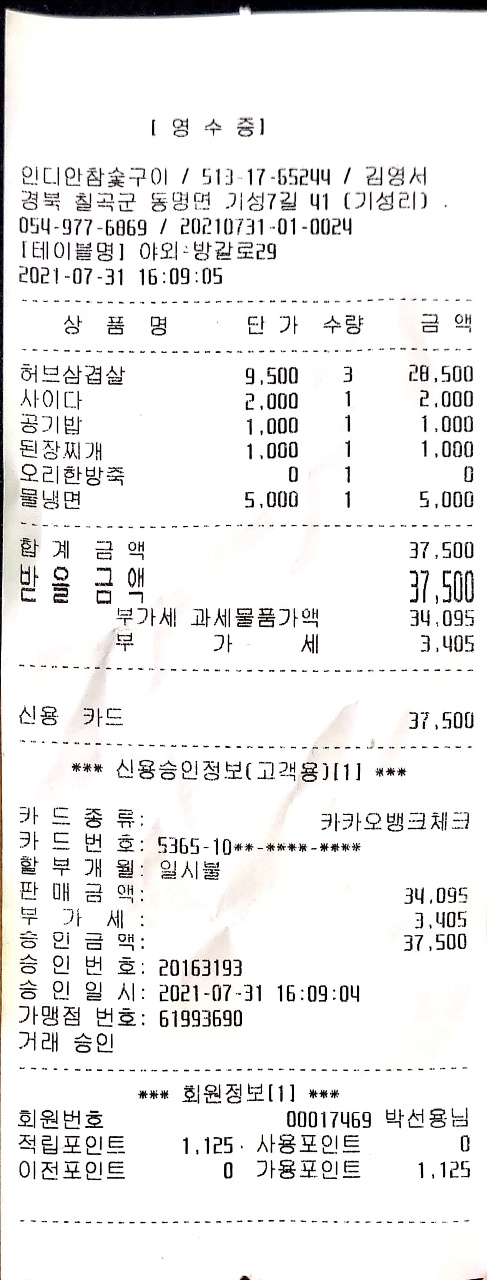 [ 영 수 증]
인디안참숯구이 / 513-17-65244 / 김영서
경북 칠곡군 동명면 기성7길 41 (기성리) .
054-977-6869 / 20210731-01-0024
[테이블명] 야외-방갈로29
2021-07-31 16:09:05
상 품 명 단 가 수량 금 액
허브삼겹살 9,500 3 28,500
사이다 2,000 1 2,000
공기밥 1,000 1 1,000
된장찌개 1,000 1 1,000
오리한방죽 0 1 0
물냉면 5,000 1 5,000
합 계 금 액 37,500
받 을 금 액 37,500
부가세 과세물품가액 34,095
부 가 세 3,405
신용 카드 37,500
*** 신용승인정보(고객용)[1] ***
카 드 종 류: 카카오뱅크체크
카 드 번 호: 5365-10**-****-****
할 부 개 월: 일시불
판 매 금 액: 34,095
부 가 세 : 3,405
승 인 금 액: 37,500
승 인 번 호: 20163193
승 인 일 시: 2021-07-31 16:09:04
가맹점 번호: 61993690
거래 승인
*** 회원정보[1] ***
회원번호 00017469 박선용님
적립포인트 1,125 사용포인트 0
이전포인트 0 가용포인트 1,125